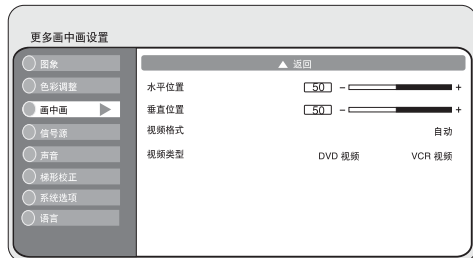 更多画中画设置
图象
色彩调整
画中画
信号源
声音
梯形校正
系统选项
语言
返回
水平位置 50 - +
垂直位置 50 - +
视频格式 自动
视频类型 DVD 视频 VCR 视频